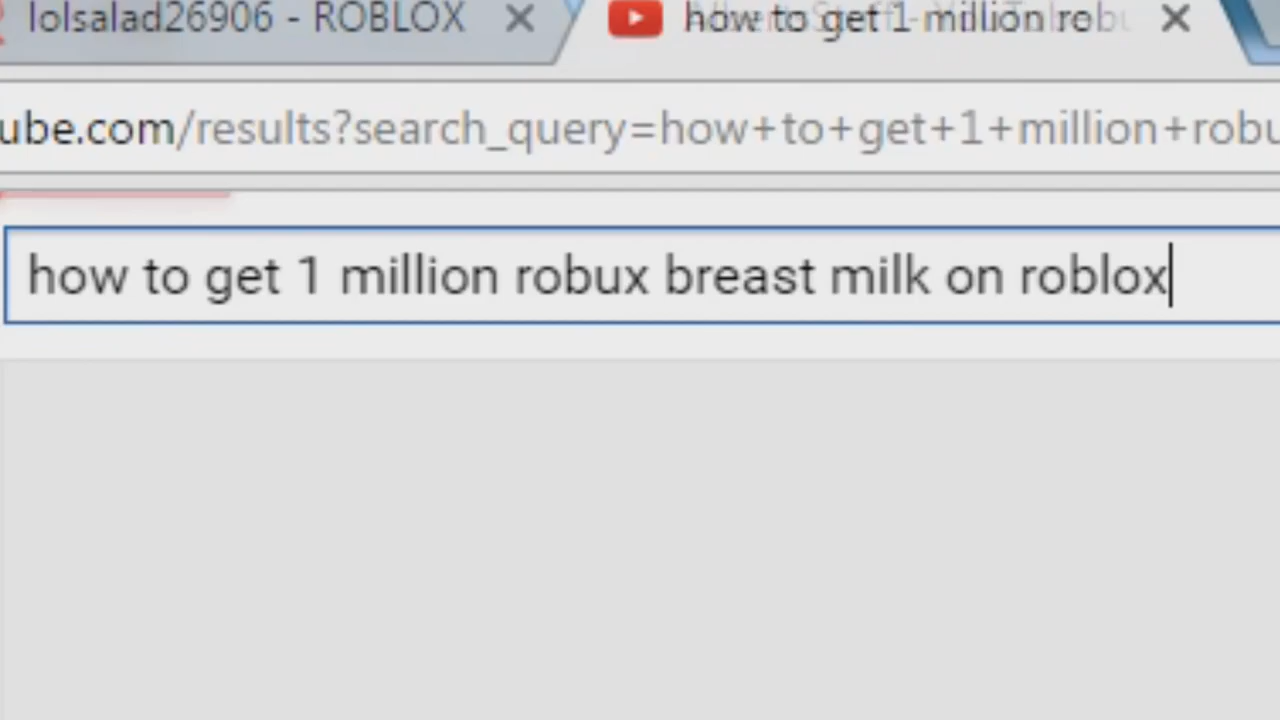 lolsalad26906 - ROBLOX
how to get 1 million robu
ube.com/results?search_query=how+to+get+1+million+robu
how to get 1 million robux breast milk on roblox